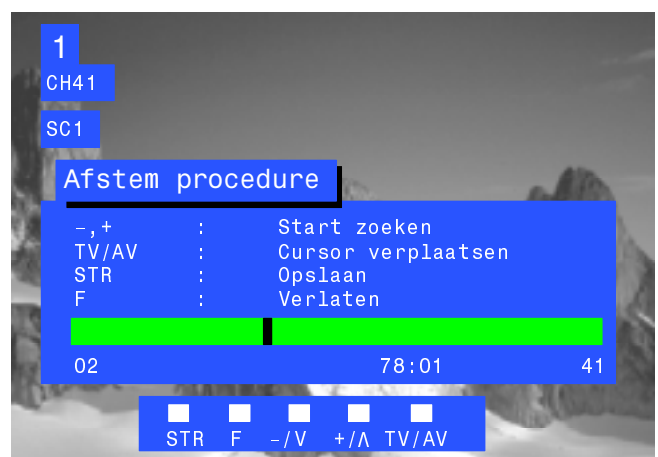 1
CH41
SC1
Afstem procedure
–,+ : Start zoeken
TV/AV : Cursor verplaatsen
STR : Opslaan
F : Verlaten
02 78:01 41
STR F –/V +/Λ TV/AV